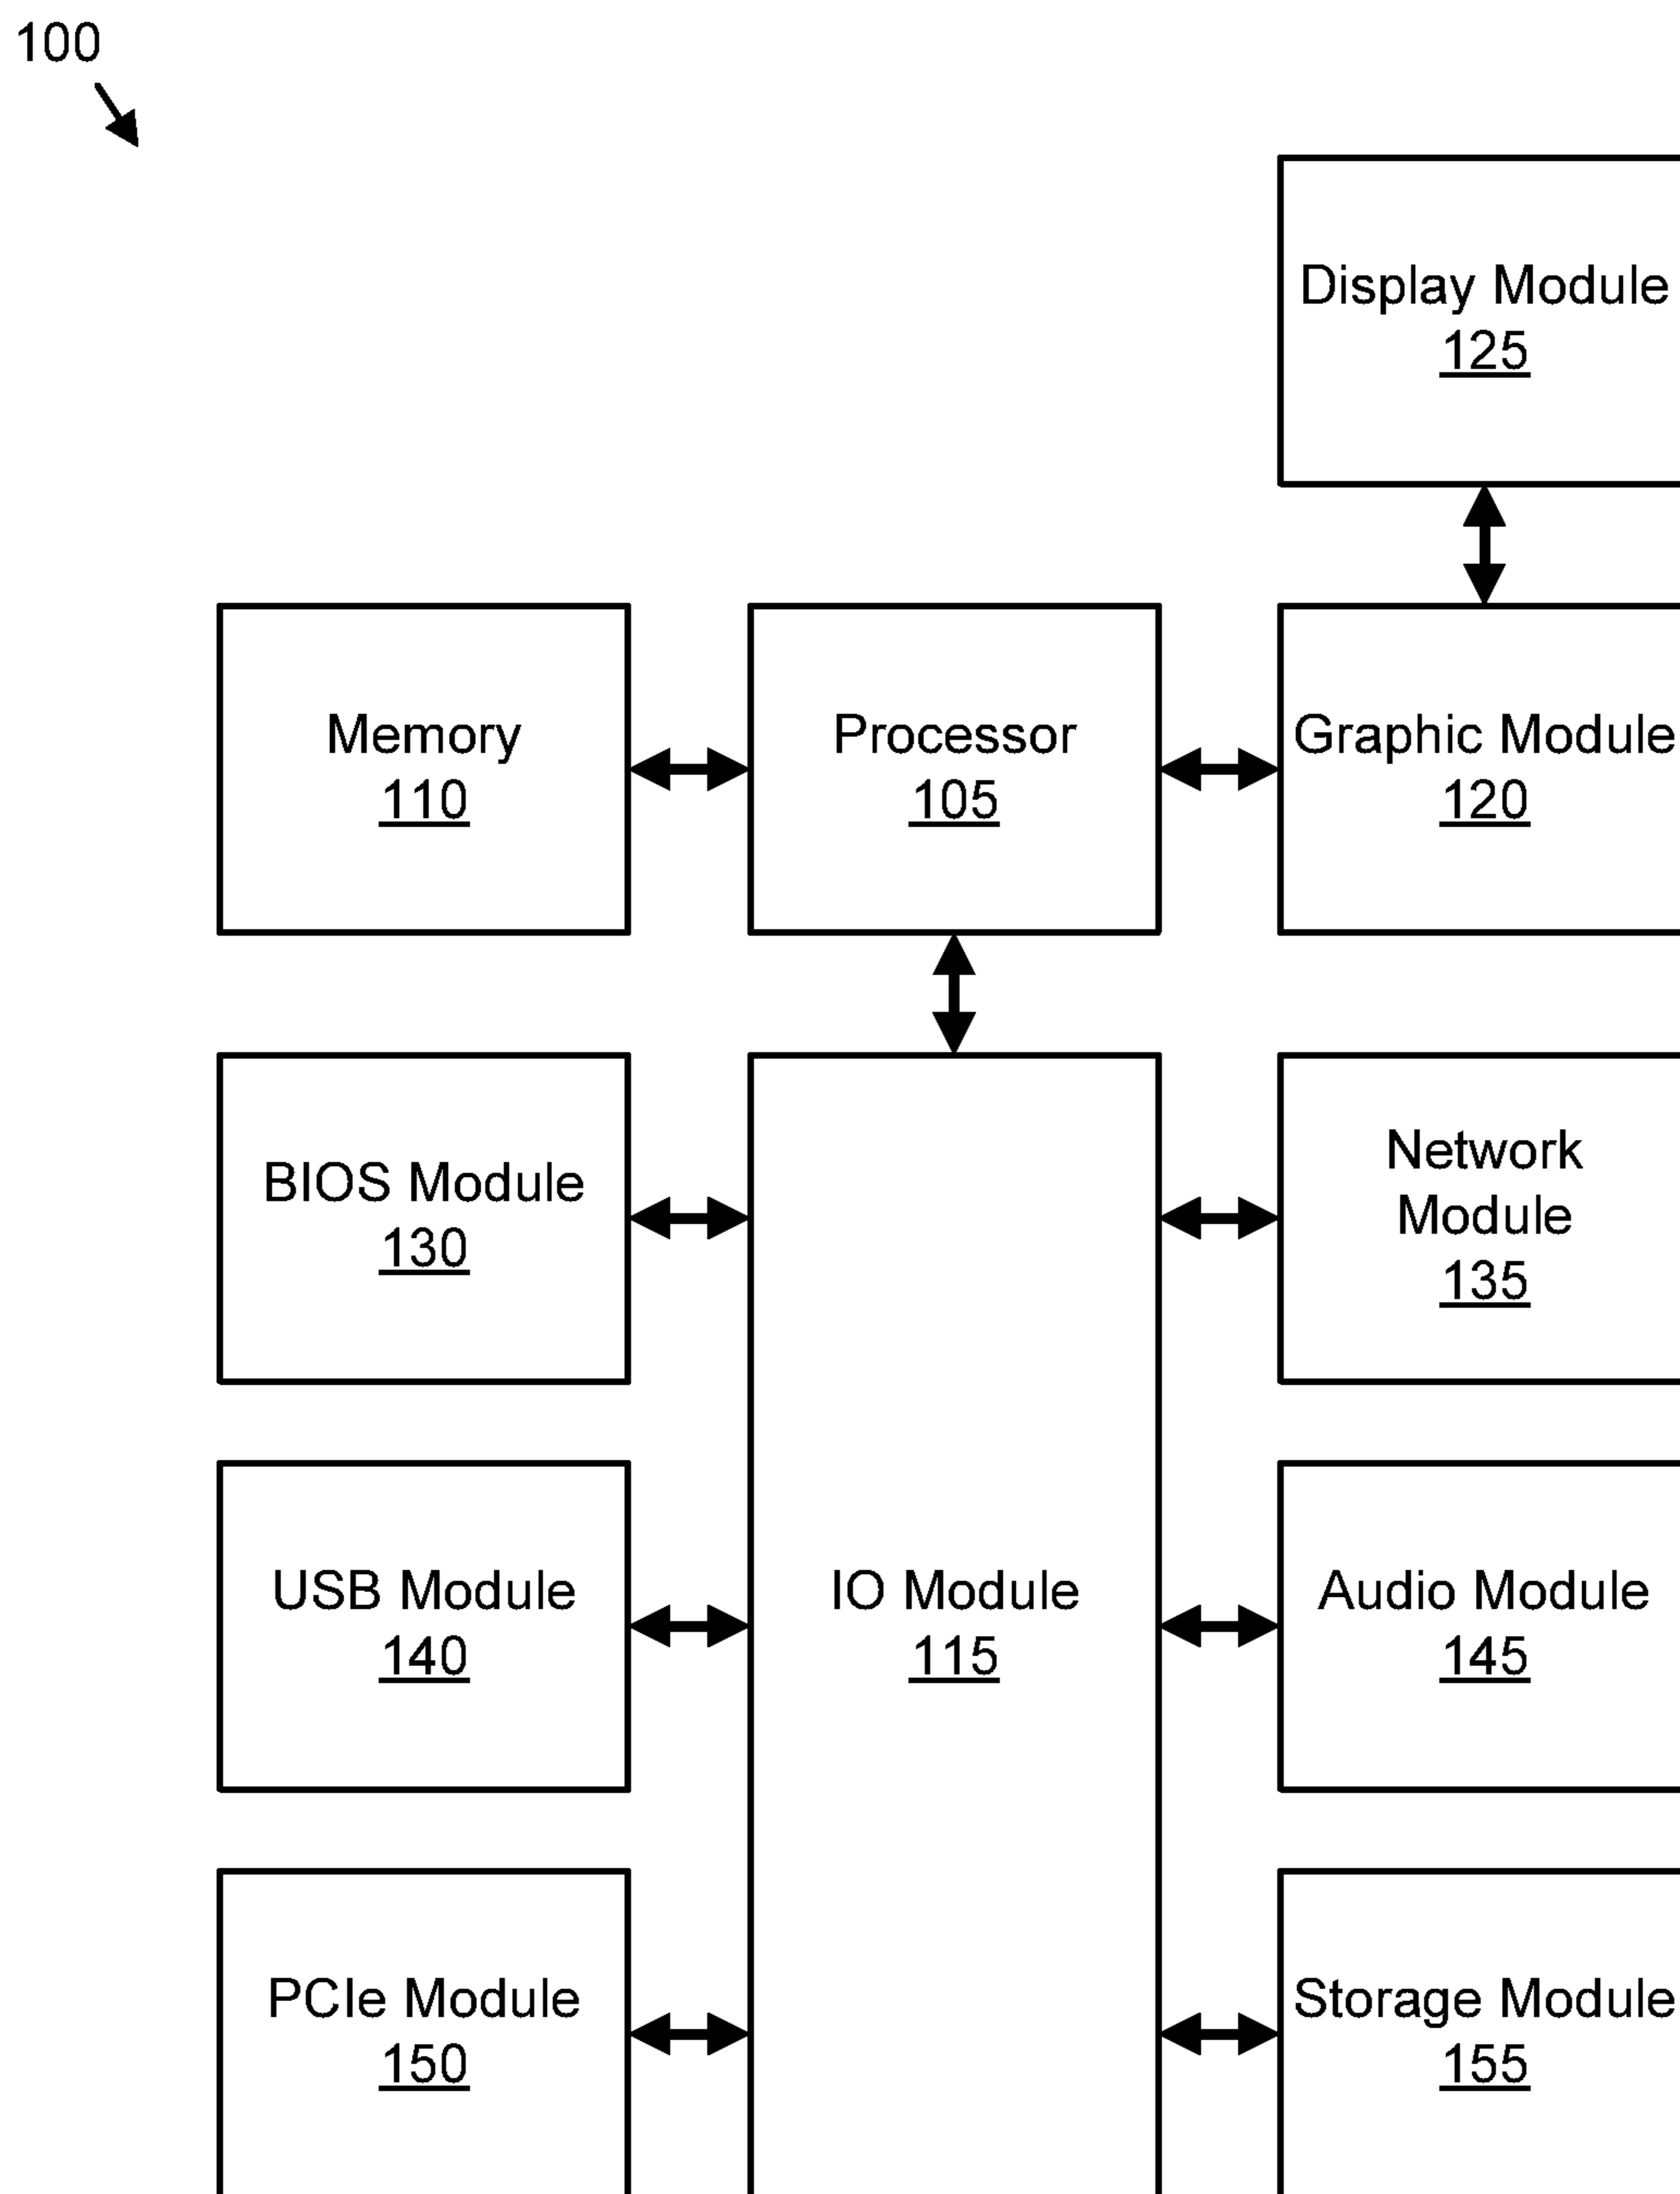 100
Display Module
125
Memory
110
Processor
105
Graphic Module
120
BIOS Module
130
Network
Module
135
USB Module
140
IO Module
115
Audio Module
145
PCIe Module
150
Storage Module
155